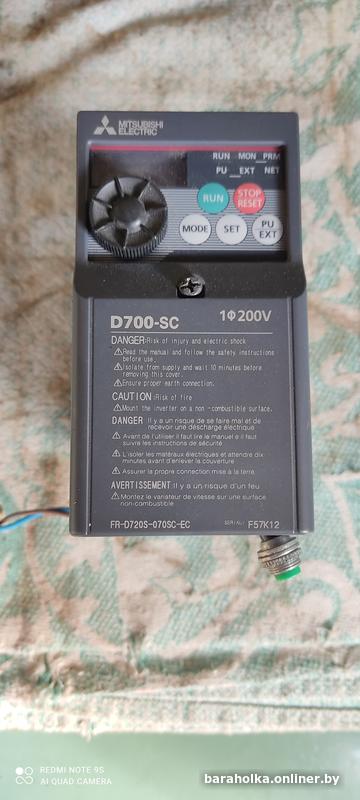 MITSUBISHI
ELECTRIC
RUN MON PRM
PU EXT NET
RUN
STOP
RESET
MODE
SET
PU
EXT
D700-SC 1Φ200V
DANGER:Risk of injury and electric shock
Read the manual and follow the safety instructions
before use.
Isolate from supply and wait 10 minutes before
removing this cover.
Ensure proper earth connection.
CAUTION:Risk of fire
Mount the inverter on a non-combustible surface.
DANGER Il y a un risque de se faire mal et de
recevoir une décharge électrique
Avant de l'utiliser il faut lire le manuel et il faut
suivre les instructions de sécurité
L'isoler les matéraux électriques et attendre dix
minutes avant d'enlever la couverture
Assurer la propre connection mise à la terre.
AVERTISSEMENT Il y a un risque d'un feu
Montez le variateur de vitesse sur une surface
non-combustible
FR-D720S-070SC-EC SERIAL: F57K12
REDMI NOTE 9S
AI QUAD CAMERA
baraholka.onliner.by